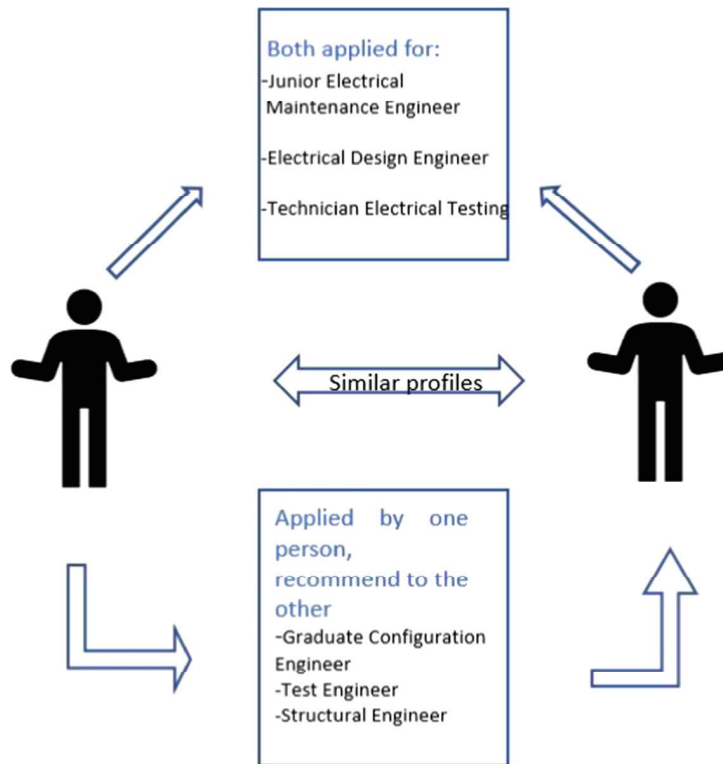 Both applied for:
-Junior Electrical
Maintenance Engineer
-Electrical Design Engineer
-Technician Electrical Testing
Similar profiles
Applied by one
person,
recommend to the
other
-Graduate Configuration
Engineer
-Test Engineer
-Structural Engineer